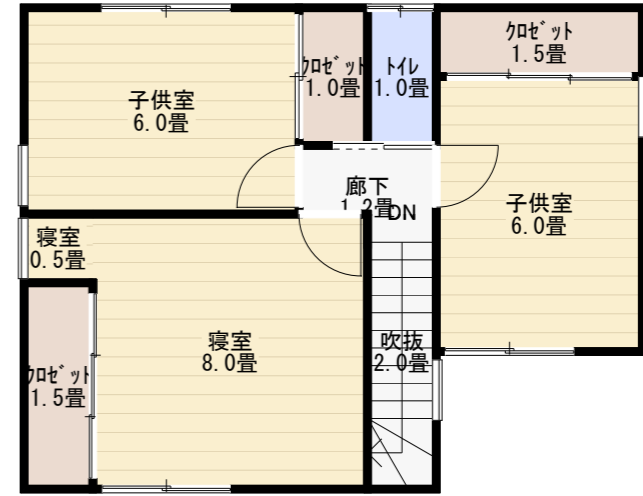 クロゼット
1.5畳
クロゼット
1.0畳
トイレ
1.0畳
子供室
6.0畳
廊下
1.2畳
DN
子供室
6.0畳
寝室
0.5畳
寝室
8.0畳
吹抜
2.0畳
クロゼット
1.5畳